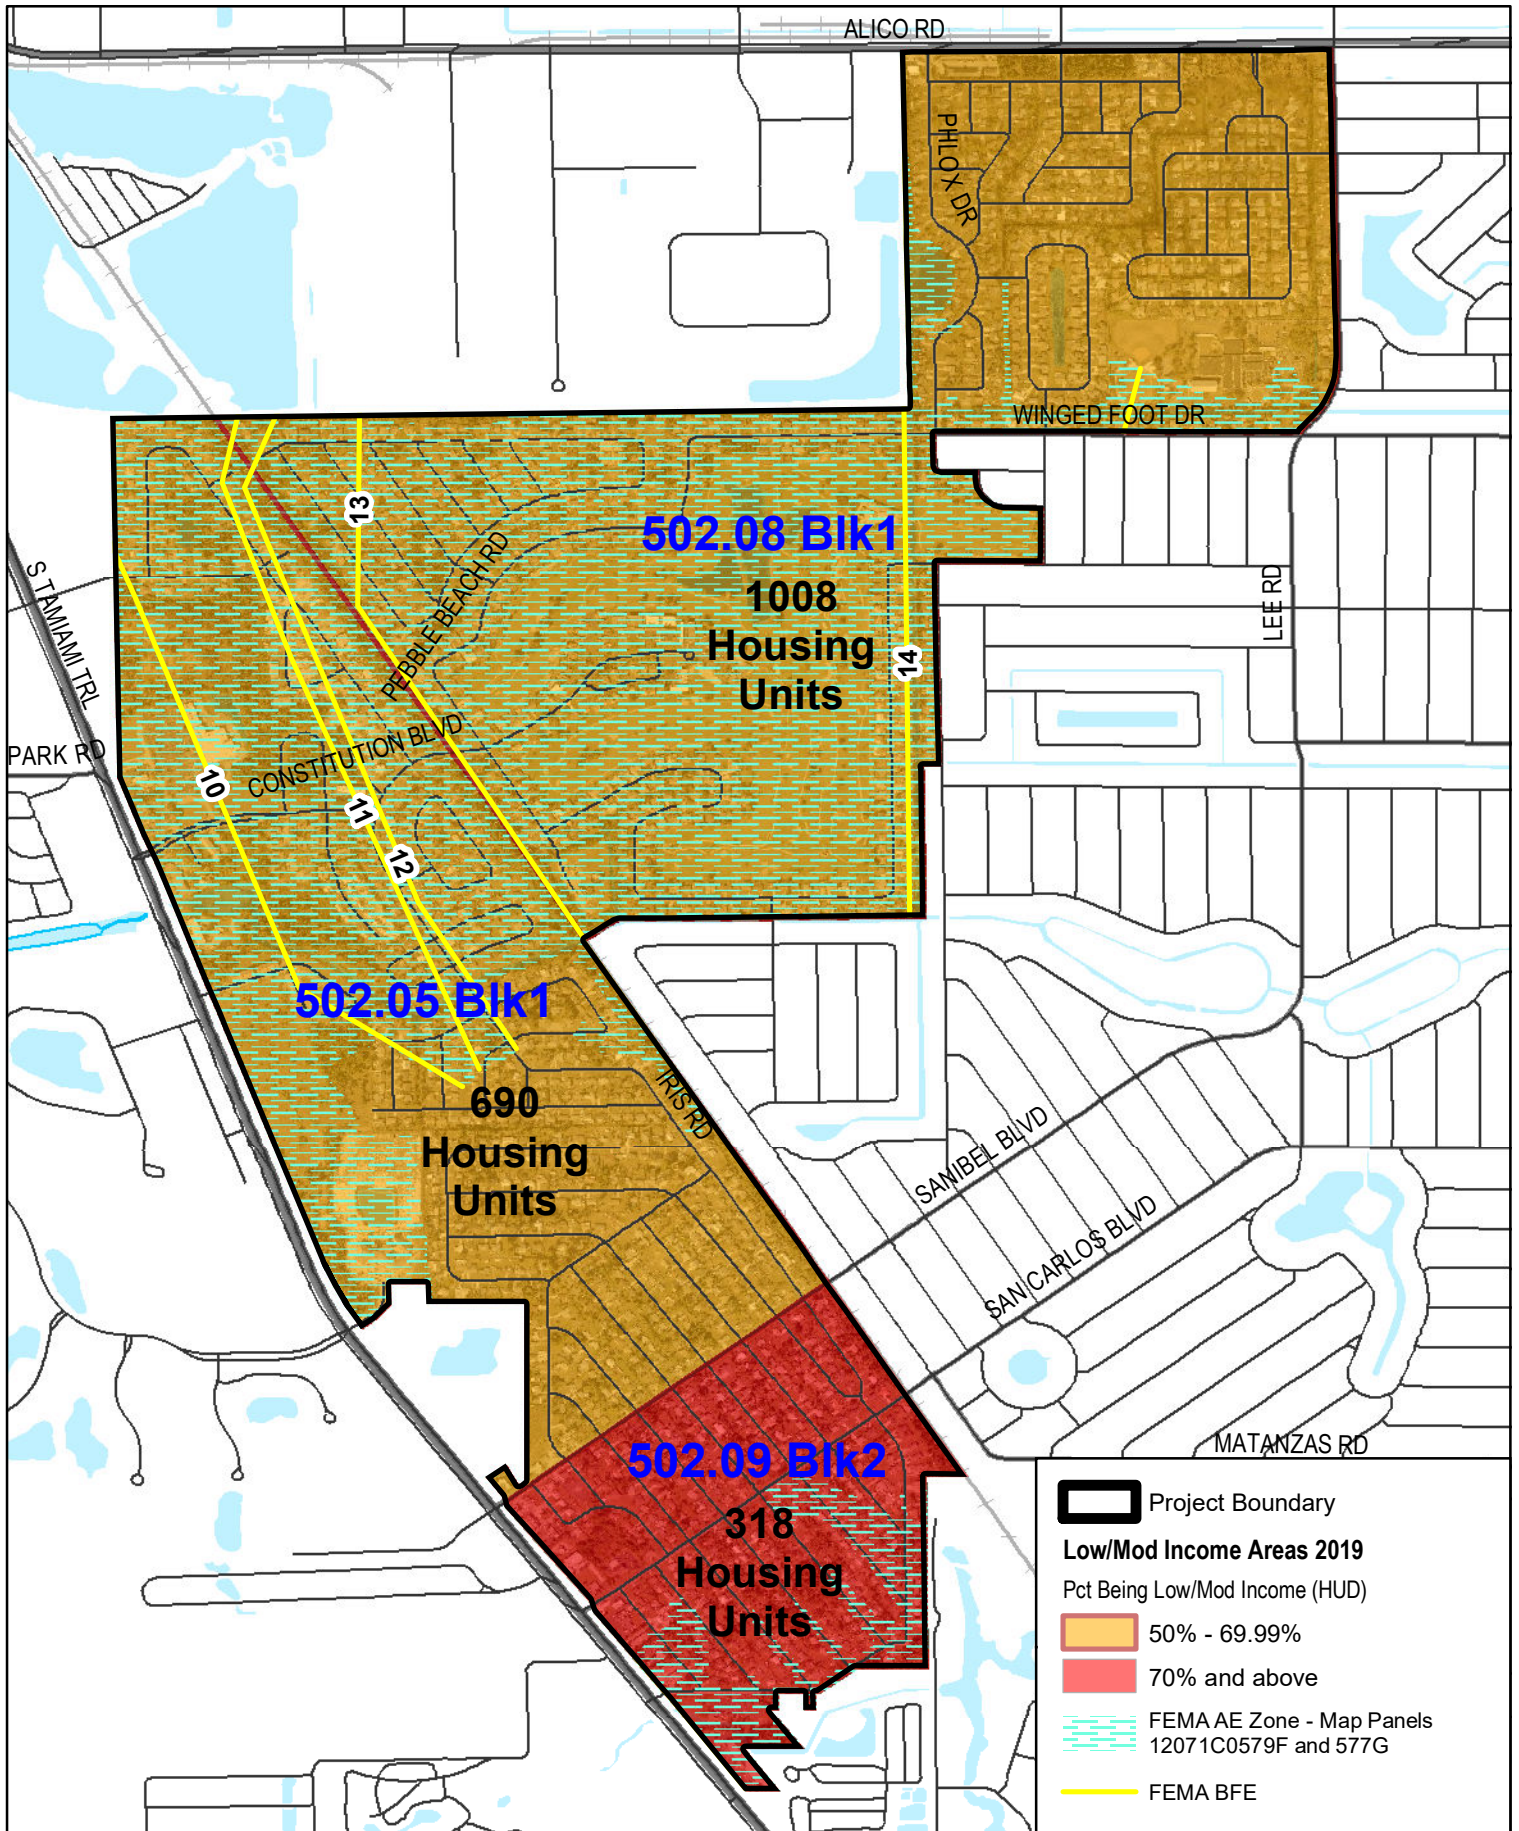 ALICO RD
PHLOX DR
WINGED FOOT DR
13
502.08 Blk1
1008
Housing
Units
PEBBLE BEACH RD
S TAMIAMI TRL
LEE RD
14
PARK RD
CONSTITUTION BLVD
10
11
12
502.05 Blk1
690
Housing
Units
IRIS RD
SANIBEL BLVD
SAN CARLOS BLVD
MATANZAS RD
502.09 Blk2
318
Housing
Units
Project Boundary
Low/Mod Income Areas 2019
Pct Being Low/Mod Income (HUD)
50% - 69.99%
70% and above
FEMA AE Zone - Map Panels
12071C0579F and 577G
FEMA BFE